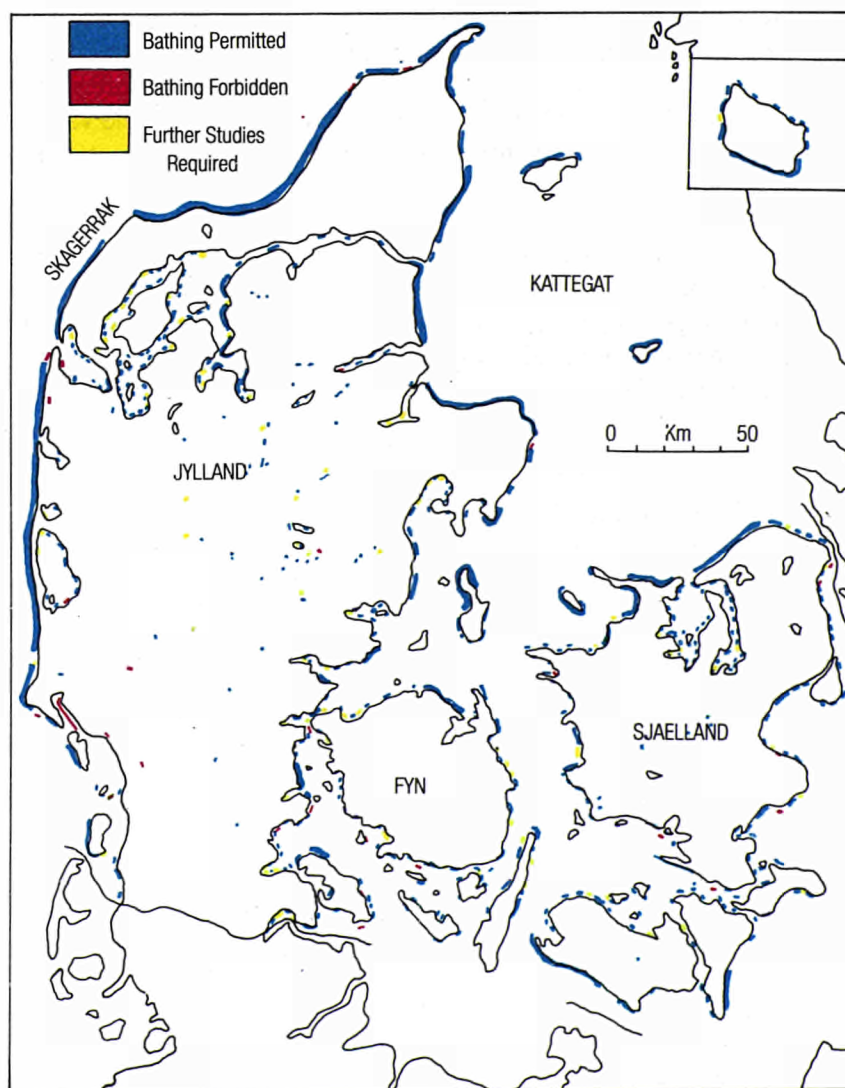 Bathing Permitted
Bathing Forbidden
Further Studies
Required
SKAGERRAK
KATTEGAT
0 Km 50
JYLLAND
SJAELLAND
FYN